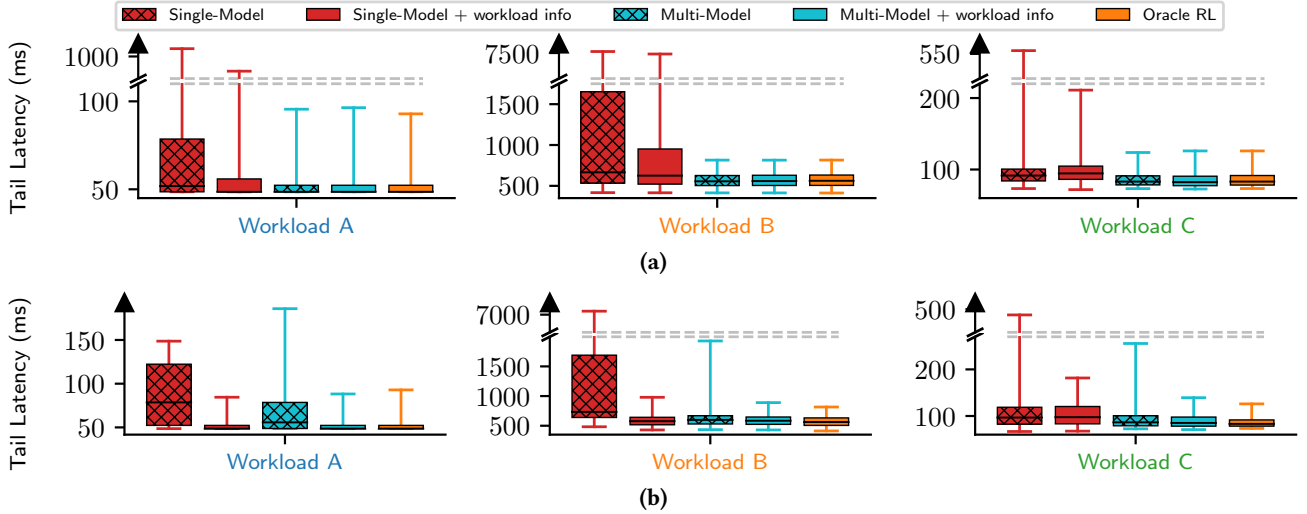 Single-Model Single-Model + workload info Multi-Model Multi-Model + workload info Oracle RL
Tail Latency (ms)
1000
100
50
Workload A
7500
1500
1000
500
Workload B
550
200
100
Workload C
(a)
Tail Latency (ms)
150
100
50
Workload A
7000
1500
1000
500
Workload B
500
200
100
Workload C
(b)